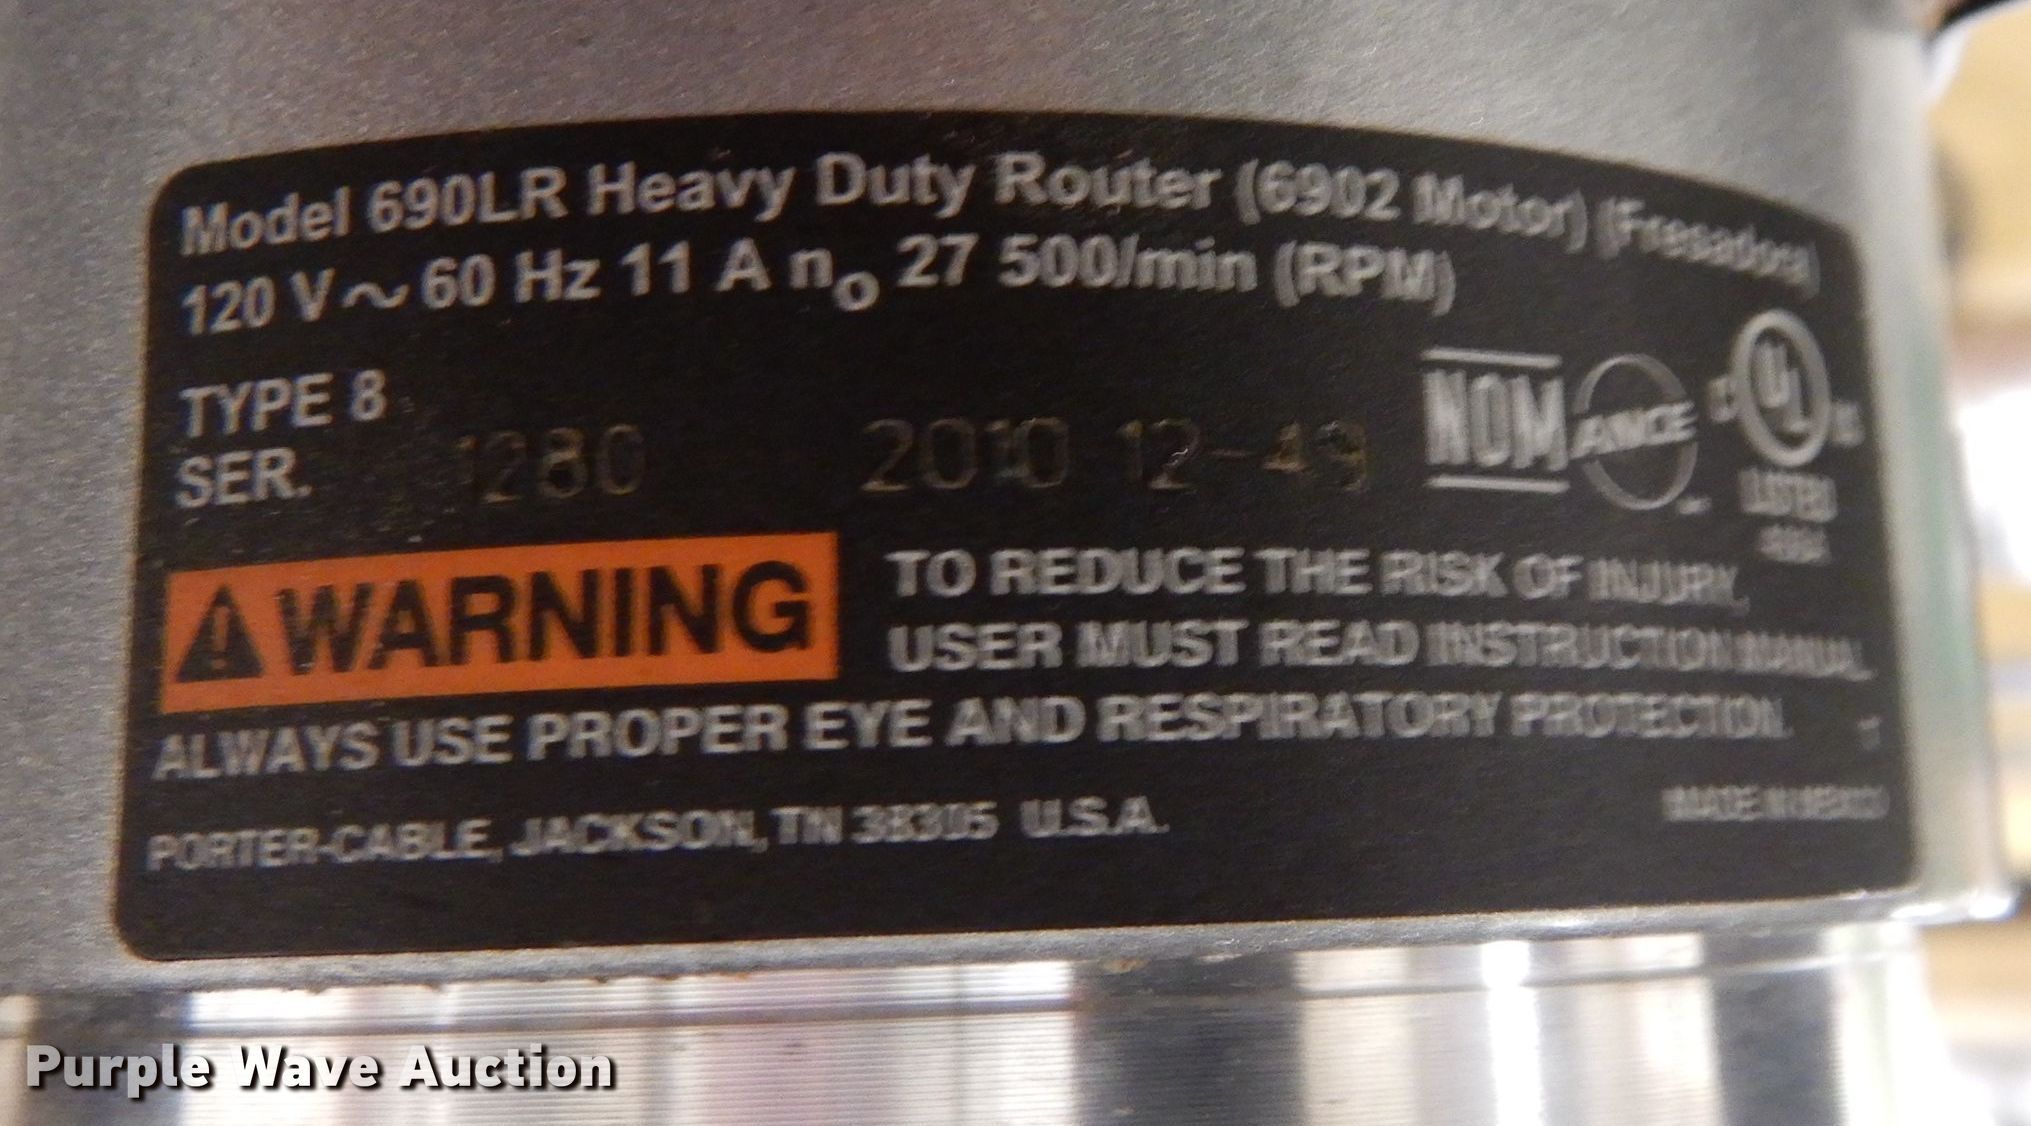 Model 690LR Heavy Duty Router (6902 Motor) (Fresadora)
120 V ~ 60 Hz 11 A no 27 500/min (RPM)
TYPE 8
SER. 1280 2010 12-49
NOM ANCE
C UL US
LISTED
WARNING
TO REDUCE THE RISK OF INJURY,
USER MUST READ INSTRUCTION MANUAL.
ALWAYS USE PROPER EYE AND RESPIRATORY PROTECTION.
PORTER-CABLE, JACKSON, TN 38305 U.S.A.
MADE IN MEXICO
Purple Wave Auction